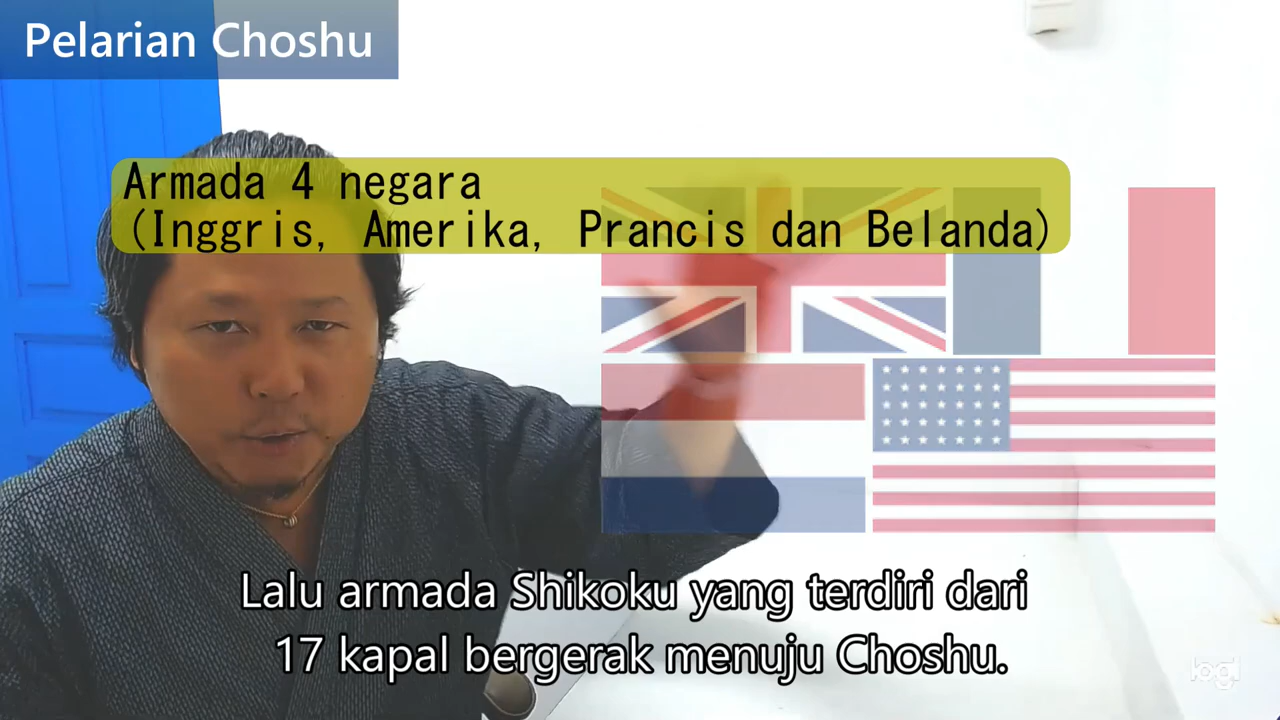 Pelarian Choshu
Armada 4 negara
(Inggris, Amerika, Prancis dan Belanda)
Lalu armada Shikoku yang terdiri dari
17 kapal bergerak menuju Choshu.
logi